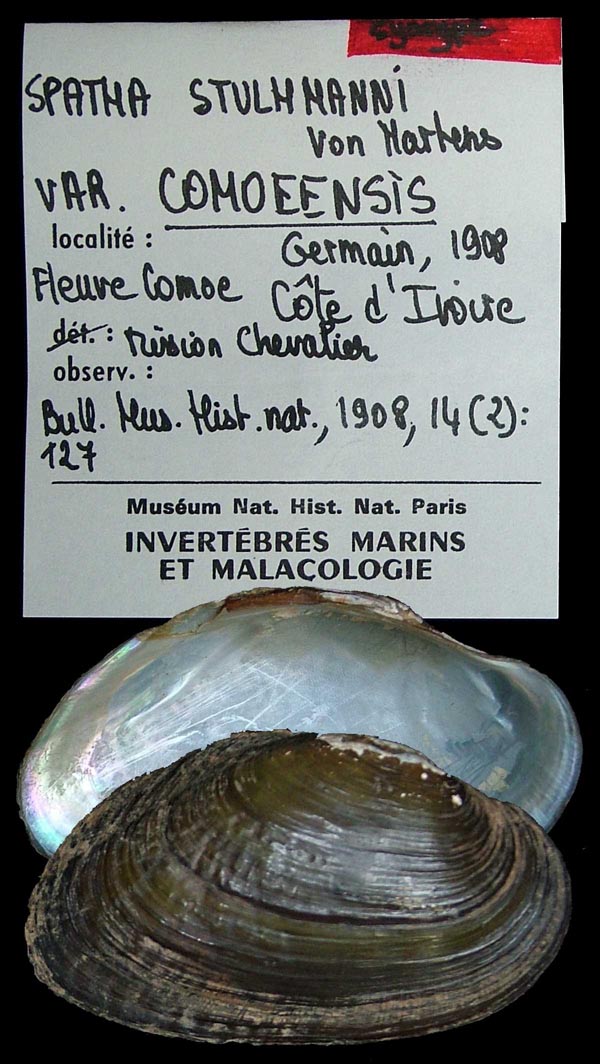 SPATHA STULHMANNI
Von Martens
VAR. COMOEENSIS
localité :
Germain, 1908
Fleuve Comoe Côte d'Ivoire
dét. : Mission Chevalier
observ. :
Bull. Mus. Hist. nat., 1908, 14(2):
127
Muséum Nat. Hist. Nat. Paris
INVERTÉBRÉS MARINS
ET MALACOLOGIE